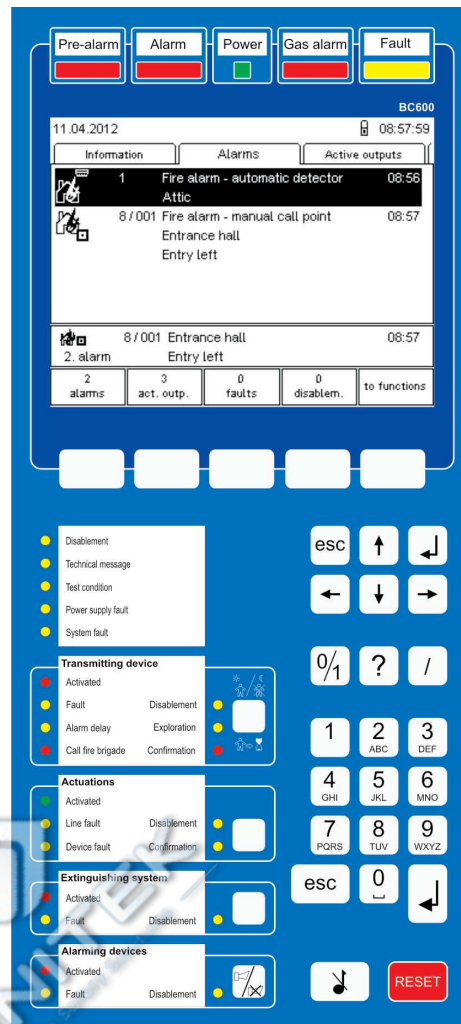 Pre-alarm Alarm Power Gas alarm Fault
BC600
11.04.2012 08:57:59
Information Alarms Active outputs
1 Fire alarm - automatic detector 08:56
Attic
8/001 Fire alarm - manual call point 08:57
Entrance hall
Entry left
8/001 Entrance hall 08:57
2. alarm Entry left
2 3 0 0 to functions
alarms act. outp. faults disablem.
Disablement
Technical message
Test condition
Power supply fault
System fault
esc
0/1 ? /
Transmitting device
Activated
Fault Disablement
Alarm delay Exploration
Call fire brigade Confirmation
1 2 3
ABC DEF
4 5 6
GHI JKL MNO
7 8 9
PQRS TUV WXYZ
esc 0
Actuations
Activated
Line fault Disablement
Device fault Confirmation
Extinguishing system
Activated
Fault Disablement
Alarming devices
Activated
Fault Disablement
RESET
NITEK